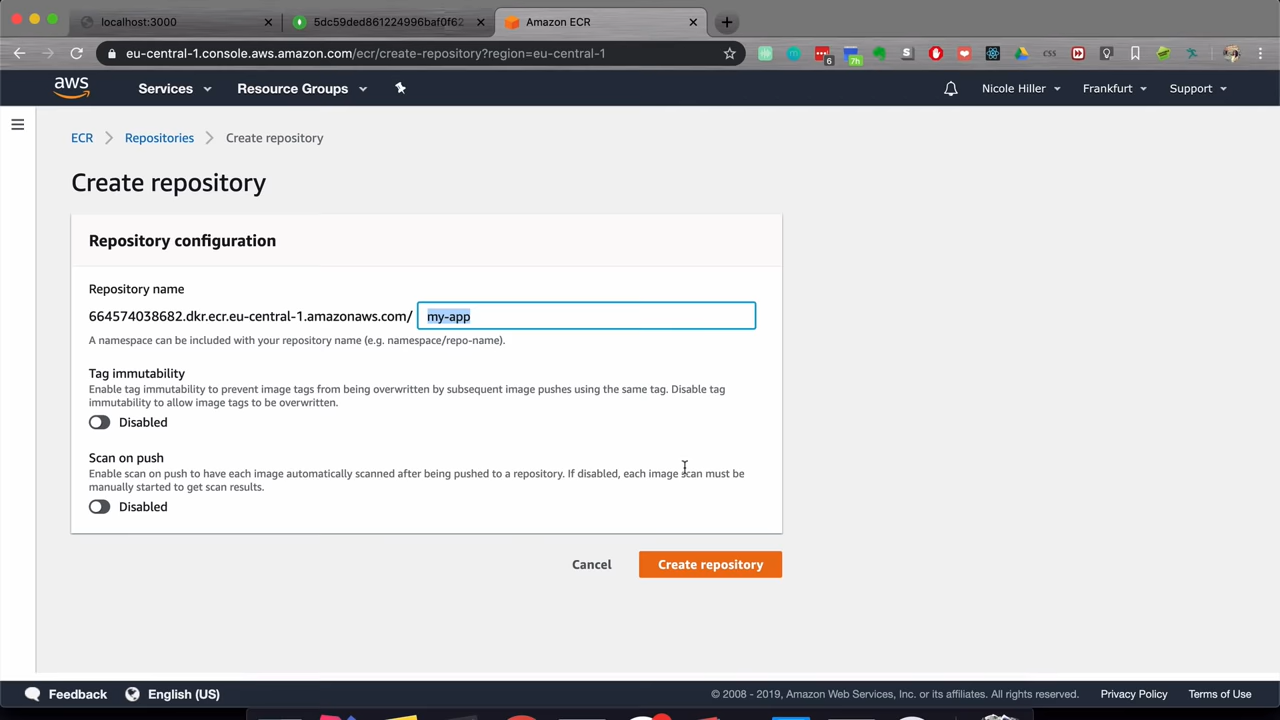 localhost:3000
5dc59ded861224996baf0f62
Amazon ECR
eu-central-1.console.aws.amazon.com/ecr/create-repository?region=eu-central-1
6
7h
S
CSS
aws
Services
Resource Groups
Nicole Hiller
Frankfurt
Support
ECR
Repositories
Create repository
Create repository
Repository configuration
Repository name
664574038682.dkr.ecr.eu-central-1.amazonaws.com/
my-app
A namespace can be included with your repository name (e.g. namespace/repo-name).
Tag immutability
Enable tag immutability to prevent image tags from being overwritten by subsequent image pushes using the same tag. Disable tag
immutability to allow image tags to be overwritten.
Disabled
Scan on push
Enable scan on push to have each image automatically scanned after being pushed to a repository. If disabled, each image scan must be
manually started to get scan results.
Disabled
Cancel
Create repository
Feedback
English (US)
© 2008 - 2019, Amazon Web Services, Inc. or its affiliates. All rights reserved.
Privacy Policy
Terms of Use